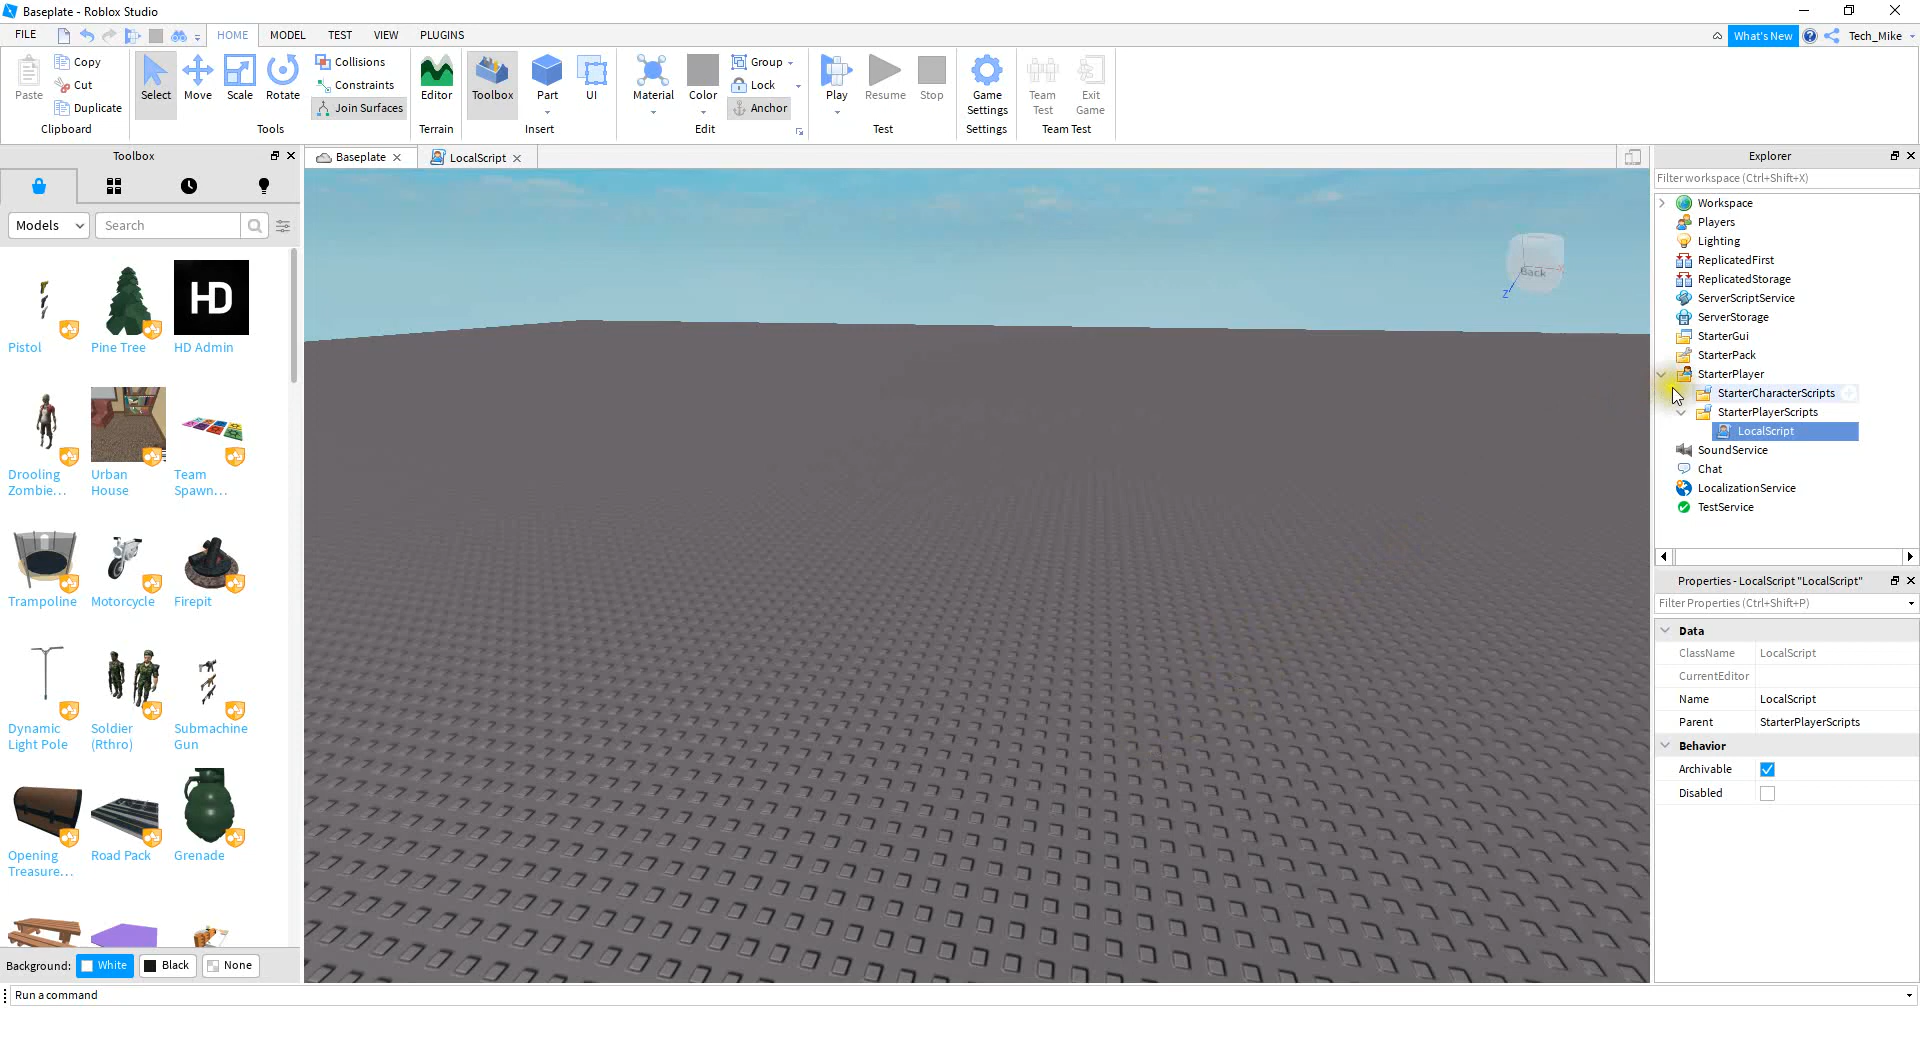 Baseplate - Roblox Studio
FILE
HOME
MODEL
TEST
VIEW
PLUGINS
What's New
Tech_Mike
Paste
Copy
Cut
Duplicate
Clipboard
Select
Move
Scale
Rotate
Collisions
Constraints
Join Surfaces
Tools
Editor
Terrain
Toolbox
Part
UI
Insert
Material
Color
Group
Lock
Anchor
Edit
Play
Resume
Stop
Test
Game
Settings
Settings
Team
Test
Exit
Game
Team Test
Toolbox
Models
Search
Pistol
Pine Tree
HD
HD Admin
Drooling
Zombie...
Urban
House
Team
Spawn...
Trampoline
Motorcycle
Firepit
Dynamic
Light Pole
Soldier
(Rthro)
Submachine
Gun
Opening
Treasure...
Road Pack
Grenade
Background:
White
Black
None
Run a command
Baseplate
LocalScript
Back
Z
Explorer
Filter workspace (Ctrl+Shift+X)
Workspace
Players
Lighting
ReplicatedFirst
ReplicatedStorage
ServerScriptService
ServerStorage
StarterGui
StarterPack
StarterPlayer
StarterCharacterScripts
StarterPlayerScripts
LocalScript
SoundService
Chat
LocalizationService
TestService
Properties - LocalScript "LocalScript"
Filter Properties (Ctrl+Shift+P)
Data
ClassName LocalScript
CurrentEditor
Name LocalScript
Parent StarterPlayerScripts
Behavior
Archivable
Disabled